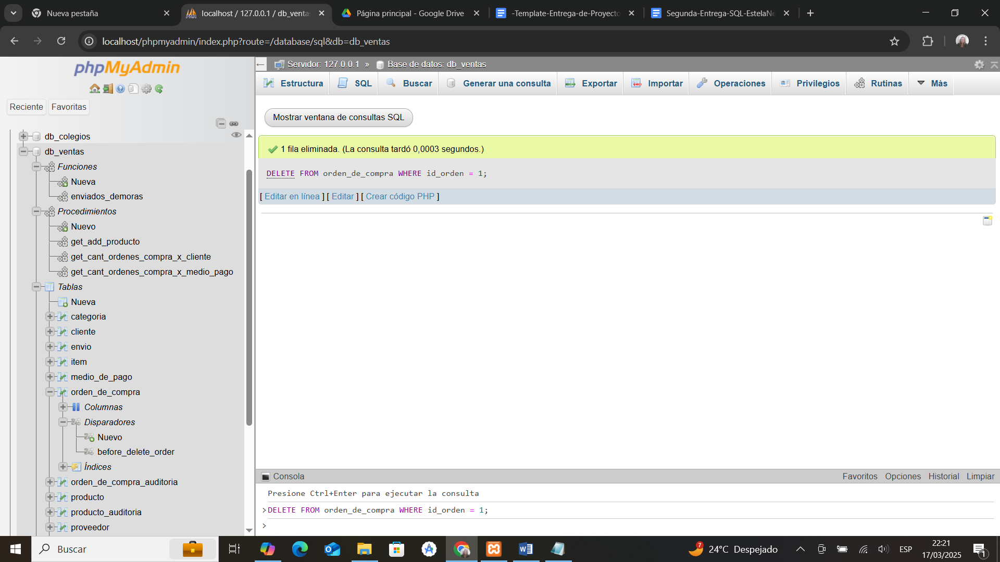 Nueva pestaña
localhost / 127.0.0.1 / db_venta
Página principal - Google Drive
-Template-Entrega-de-Proyecto
Segunda-Entrega-SQL-EstelaNe
localhost/phpmyadmin/index.php?route=/database/sql&db=db_ventas
phpMyAdmin
Reciente
Favoritas
db_colegios
db_ventas
Funciones
Nueva
enviados_demoras
Procedimientos
Nuevo
get_add_producto
get_cant_ordenes_compra_x_cliente
get_cant_ordenes_compra_x_medio_pago
Tablas
Nueva
categoria
cliente
envio
item
medio_de_pago
orden_de_compra
Columnas
Disparadores
Nuevo
before_delete_order
Índices
orden_de_compra_auditoria
producto
producto_auditoria
proveedor
Servidor: 127.0.0.1 » Base de datos: db_ventas
Estructura
SQL
Buscar
Generar una consulta
Exportar
Importar
Operaciones
Privilegios
Rutinas
Más
Mostrar ventana de consultas SQL
1 fila eliminada. (La consulta tardó 0,0003 segundos.)
DELETE FROM orden_de_compra WHERE id_orden = 1;
[ Editar en línea ] [ Editar ] [ Crear código PHP ]
Consola
Favoritos
Opciones
Historial
Limpiar
Presione Ctrl+Enter para ejecutar la consulta
>DELETE FROM orden_de_compra WHERE id_orden = 1;
>
Buscar
7
24°C Despejado
ESP
22:21
17/03/2025
1